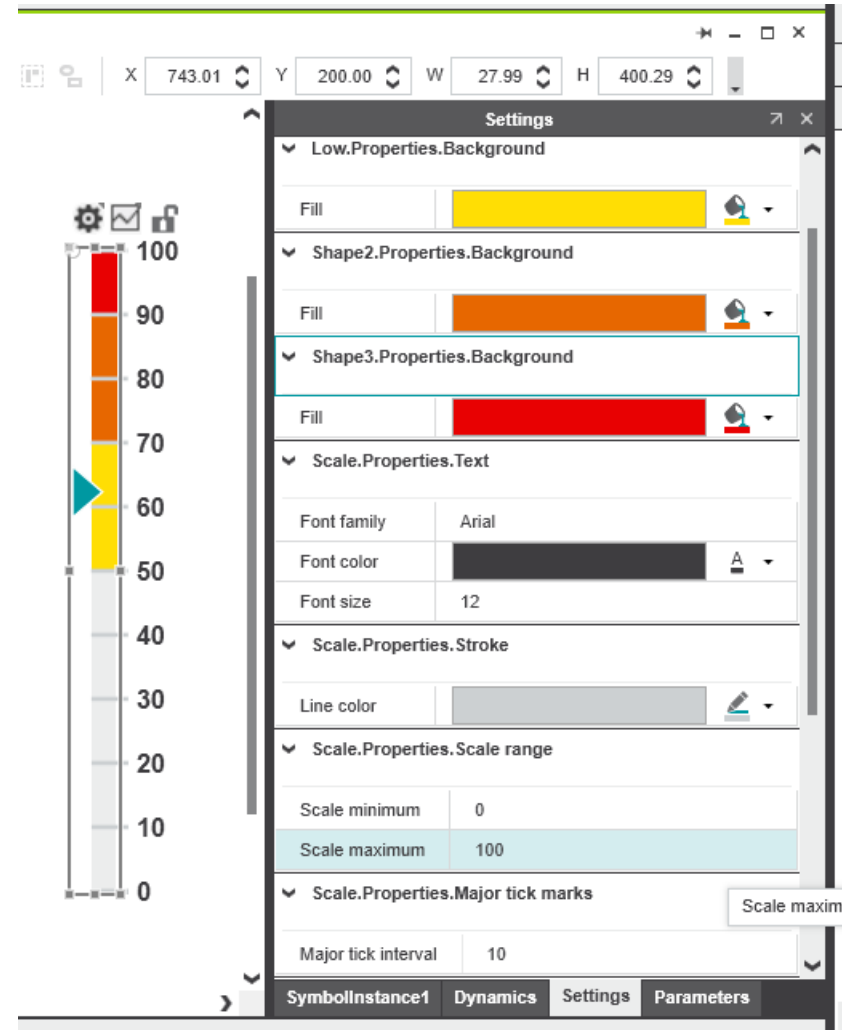 X 743.01 Y 200.00 W 27.99 H 400.29
Settings
Low.Properties.Background
Fill
Shape2.Properties.Background
Fill
Shape3.Properties.Background
Fill
Scale.Properties.Text
Font family Arial
Font color A
Font size 12
Scale.Properties.Stroke
Line color
Scale.Properties.Scale range
Scale minimum 0
Scale maximum 100
Scale.Properties.Major tick marks
Scale maxim
Major tick interval 10
SymbolInstance1 Dynamics Settings Parameters
100
90
80
70
60
50
40
30
20
10
0